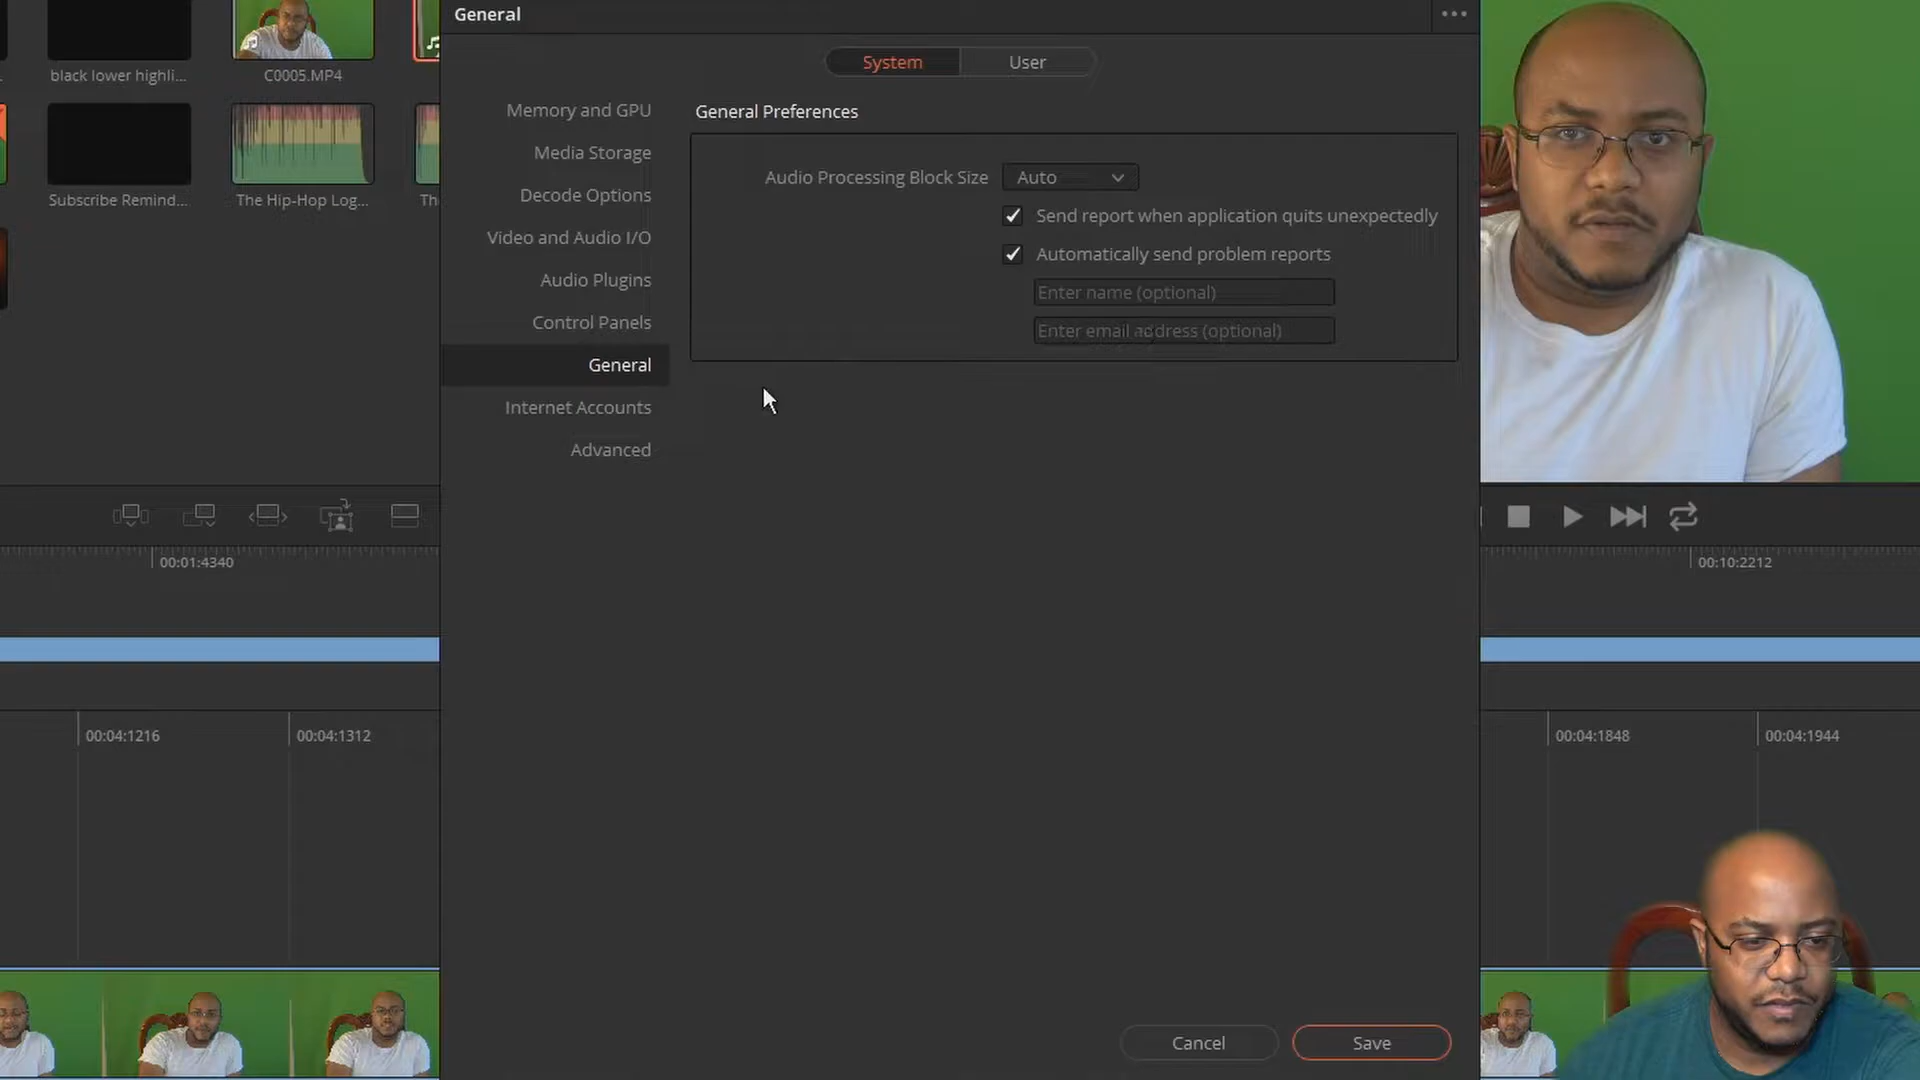 General
System
User
Memory and GPU
Media Storage
Decode Options
Video and Audio I/O
Audio Plugins
Control Panels
General
Internet Accounts
Advanced
General Preferences
Audio Processing Block Size
Auto
Send report when application quits unexpectedly
Automatically send problem reports
Enter name (optional)
Enter email address (optional)
Cancel
Save
black lower highli...
C0005.MP4
Subscribe Remind...
The Hip-Hop Log...
Th
00:01:4340
00:10:2212
00:04:1216
00:04:1312
00:04:1848
00:04:1944